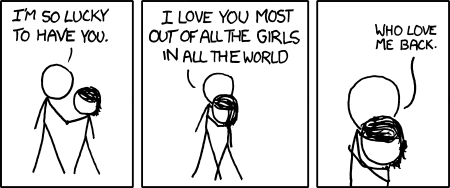 I'M SO LUCKY
TO HAVE YOU.
I LOVE YOU MOST
OUT OF ALL THE GIRLS
IN ALL THE WORLD
WHO LOVE
ME BACK.